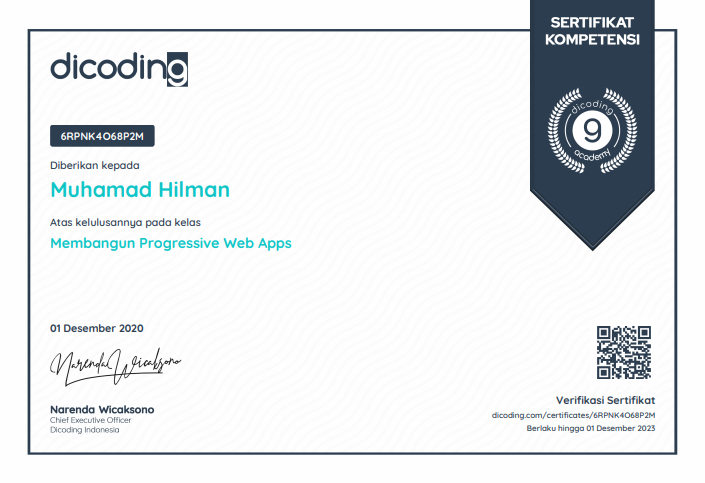 SERTIFIKAT
KOMPETENSI
dicoding
dicoding
9
academy
6RPNK4O68P2M
Diberikan kepada
Muhamad Hilman
Atas kelulusannya pada kelas
Membangun Progressive Web Apps
01 Desember 2020
Narenda Wicaksono
Narenda Wicaksono
Chief Executive Officer
Dicoding Indonesia
Verifikasi Sertifikat
dicoding.com/certificates/6RPNK4O68P2M
Berlaku hingga 01 Desember 2023